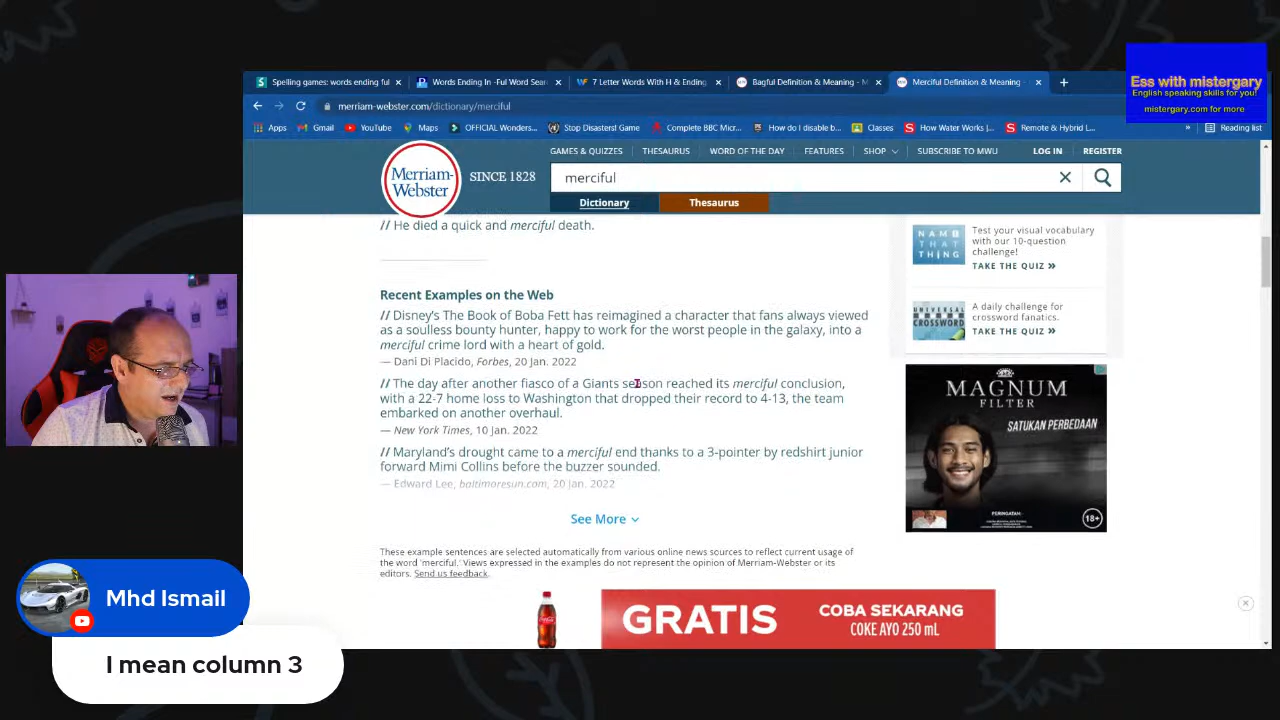 Spelling games: words ending ful
Words Ending In -Ful Word Sear
7 Letter Words With H & Ending
Bagful Definition & Meaning - M
Merciful Definition & Meaning -
Ess with mistergary
English speaking skills for you!
mistergary.com for more
merriam-webster.com/dictionary/merciful
Apps
Gmail
YouTube
Maps
OFFICIAL Wonders...
Stop Disasters! Game
Complete BBC Micr...
How do I disable b...
Classes
How Water Works |...
Remote & Hybrid L...
»
Reading list
GAMES & QUIZZES
THESAURUS
WORD OF THE DAY
FEATURES
SHOP
SUBSCRIBE TO MWU
LOG IN
REGISTER
Merriam-
Webster
SINCE 1828
merciful
Dictionary
Thesaurus
// He died a quick and merciful death.
Recent Examples on the Web
// Disney's The Book of Boba Fett has reimagined a character that fans always viewed
as a soulless bounty hunter, happy to work for the worst people in the galaxy, into a
merciful crime lord with a heart of gold.
— Dani Di Placido, Forbes, 20 Jan. 2022
// The day after another fiasco of a Giants season reached its merciful conclusion,
with a 22-7 home loss to Washington that dropped their record to 4-13, the team
embarked on another overhaul.
— New York Times, 10 Jan. 2022
// Maryland's drought came to a merciful end thanks to a 3-pointer by redshirt junior
forward Mimi Collins before the buzzer sounded.
— Edward Lee, baltimoresun.com, 20 Jan. 2022
See More
These example sentences are selected automatically from various online news sources to reflect current usage of
the word 'merciful.' Views expressed in the examples do not represent the opinion of Merriam-Webster or its
editors. Send us feedback.
NAME
THAT
THING
Test your visual vocabulary
with our 10-question
challenge!
TAKE THE QUIZ »
UNIVERSAL
CROSSWORD
A daily challenge for
crossword fanatics.
TAKE THE QUIZ »
MAGNUM
FILTER
SATUKAN PERBEDAAN
PERINGATAN:
18+
GRATIS
COBA SEKARANG
COKE AYO 250 mL
Mhd Ismail
I mean column 3